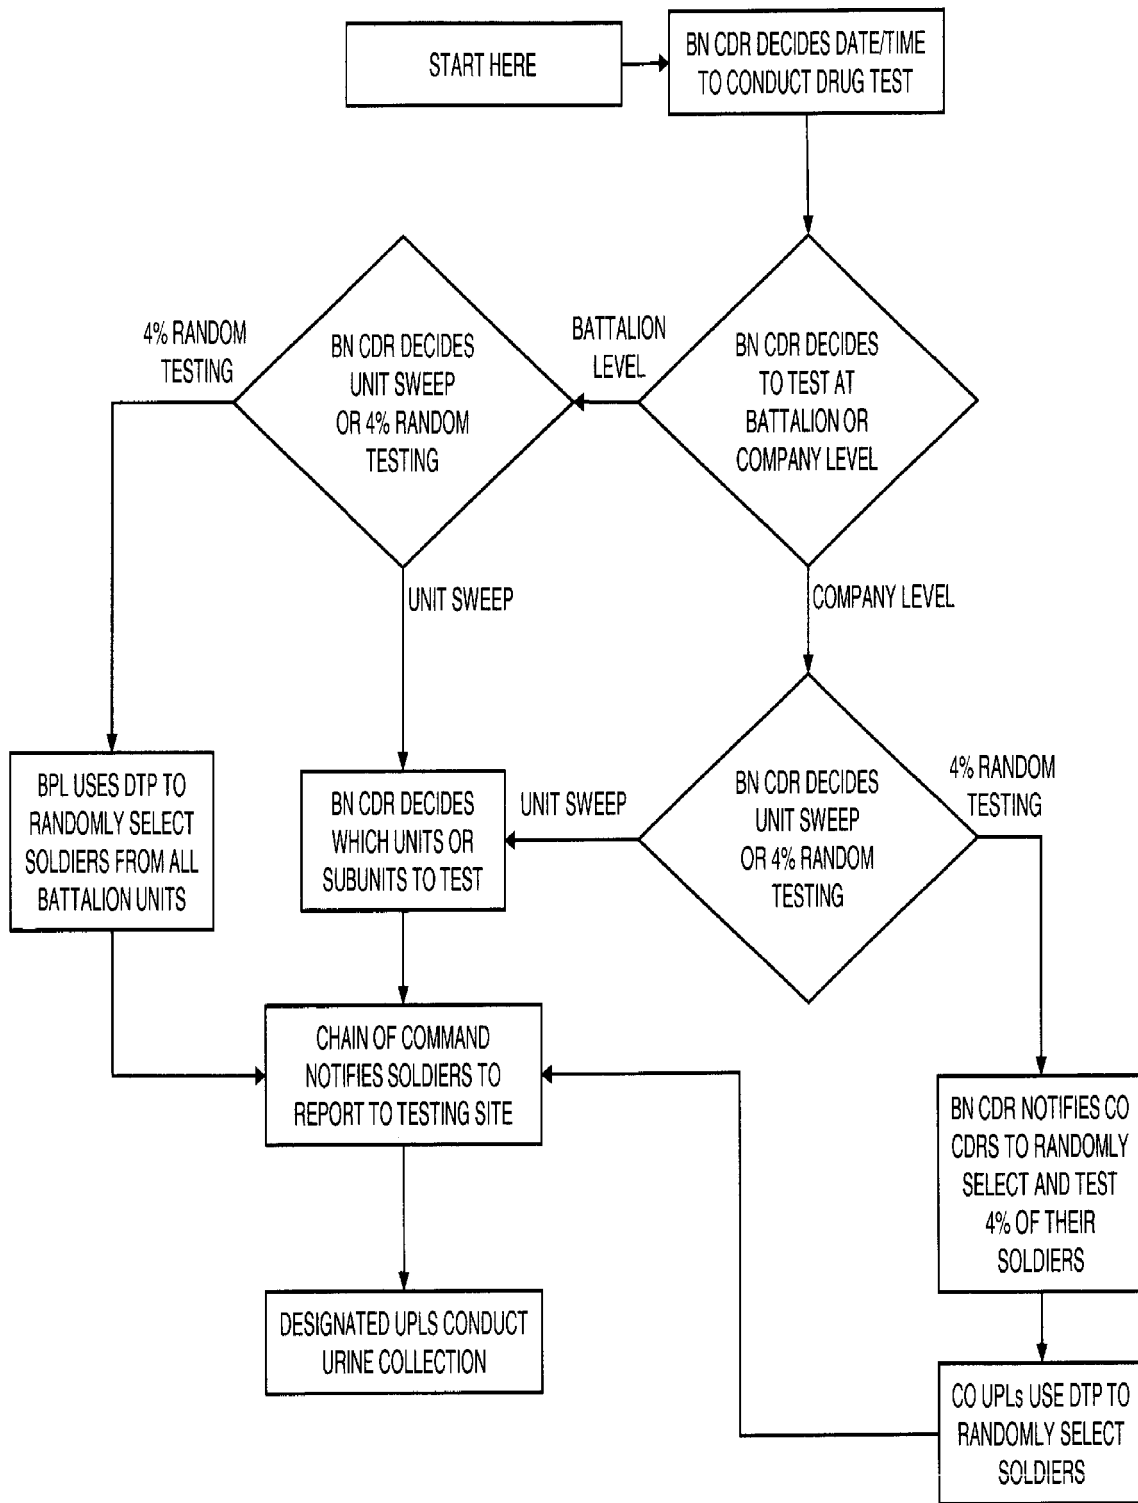 START HERE
BN CDR DECIDES DATE/TIME
TO CONDUCT DRUG TEST
4% RANDOM
TESTING
BN CDR DECIDES
UNIT SWEEP
OR 4% RANDOM
TESTING
BATTALION
LEVEL
BN CDR DECIDES
TO TEST AT
BATTALION OR
COMPANY LEVEL
UNIT SWEEP
COMPANY LEVEL
BPL USES DTP TO
RANDOMLY SELECT
SOLDIERS FROM ALL
BATTALION UNITS
BN CDR DECIDES
WHICH UNITS OR
SUBUNITS TO TEST
UNIT SWEEP
BN CDR DECIDES
UNIT SWEEP
OR 4% RANDOM
TESTING
4% RANDOM
TESTING
CHAIN OF COMMAND
NOTIFIES SOLDIERS TO
REPORT TO TESTING SITE
BN CDR NOTIFIES CO
CDRS TO RANDOMLY
SELECT AND TEST
4% OF THEIR
SOLDIERS
DESIGNATED UPLS CONDUCT
URINE COLLECTION
CO UPLs USE DTP TO
RANDOMLY SELECT
SOLDIERS